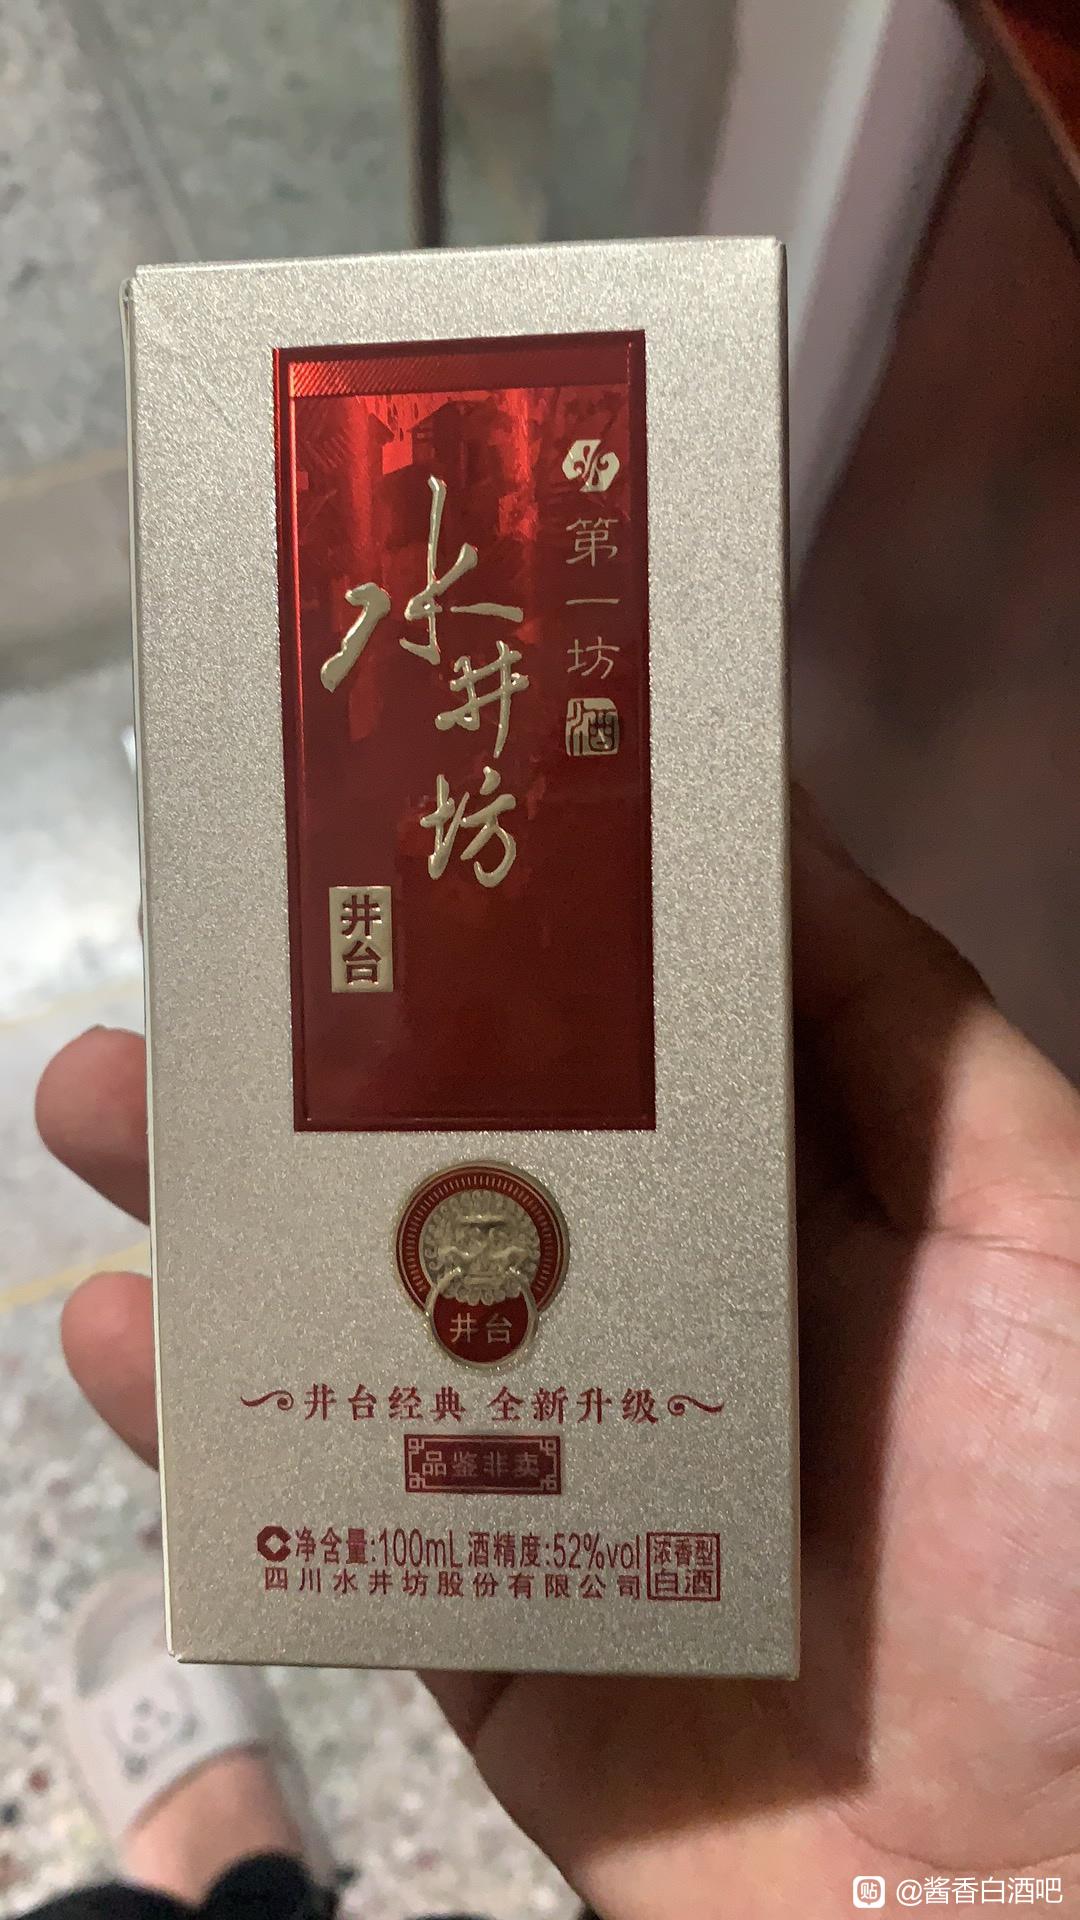 第一坊酒
水井坊
井台
井台
井台经典 全新升级
品鉴非卖
净含量:100mL 酒精度:52%vol
四川水井坊股份有限公司
浓香型
白酒
贴 @酱香白酒吧